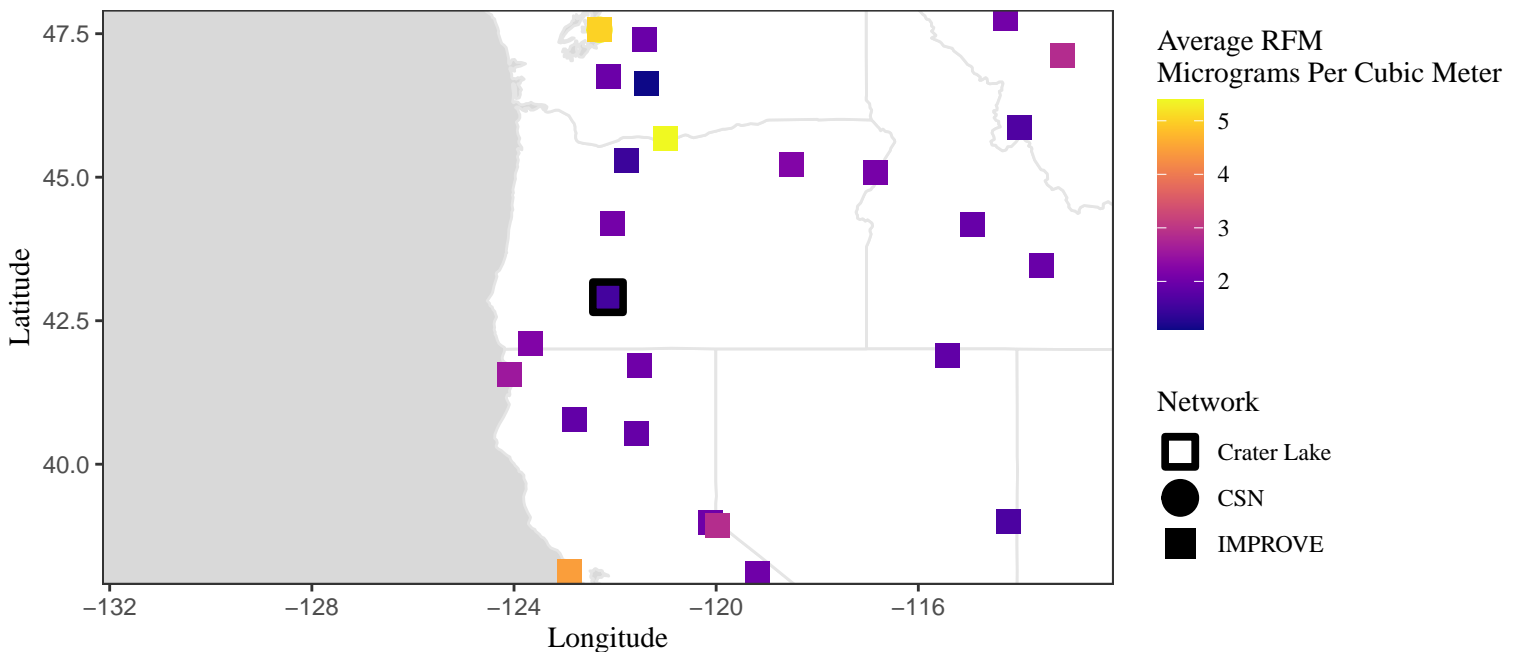 47.5
45.0
42.5
40.0
Latitude
−132
−128
−124
−120
−116
Longitude
Average RFM
Micrograms Per Cubic Meter
5
4
3
2
Network
Crater Lake
CSN
IMPROVE